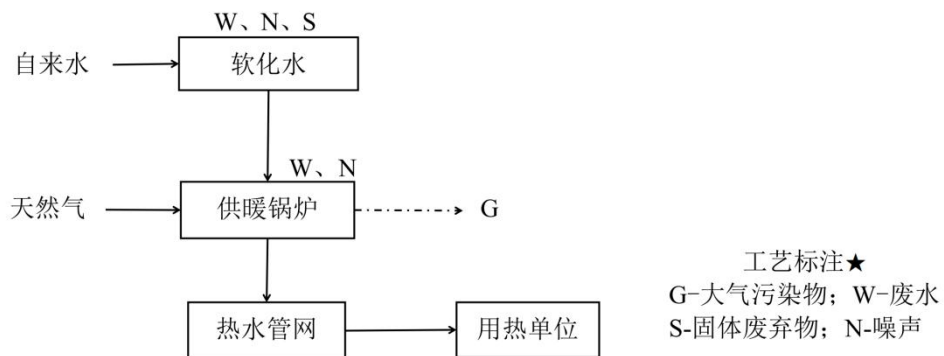 W、N、S
自来水
软化水
W、N
天然气
供暖锅炉
G
热水管网
用热单位
工艺标注★
G-大气污染物；W-废水
S-固体废弃物；N-噪声